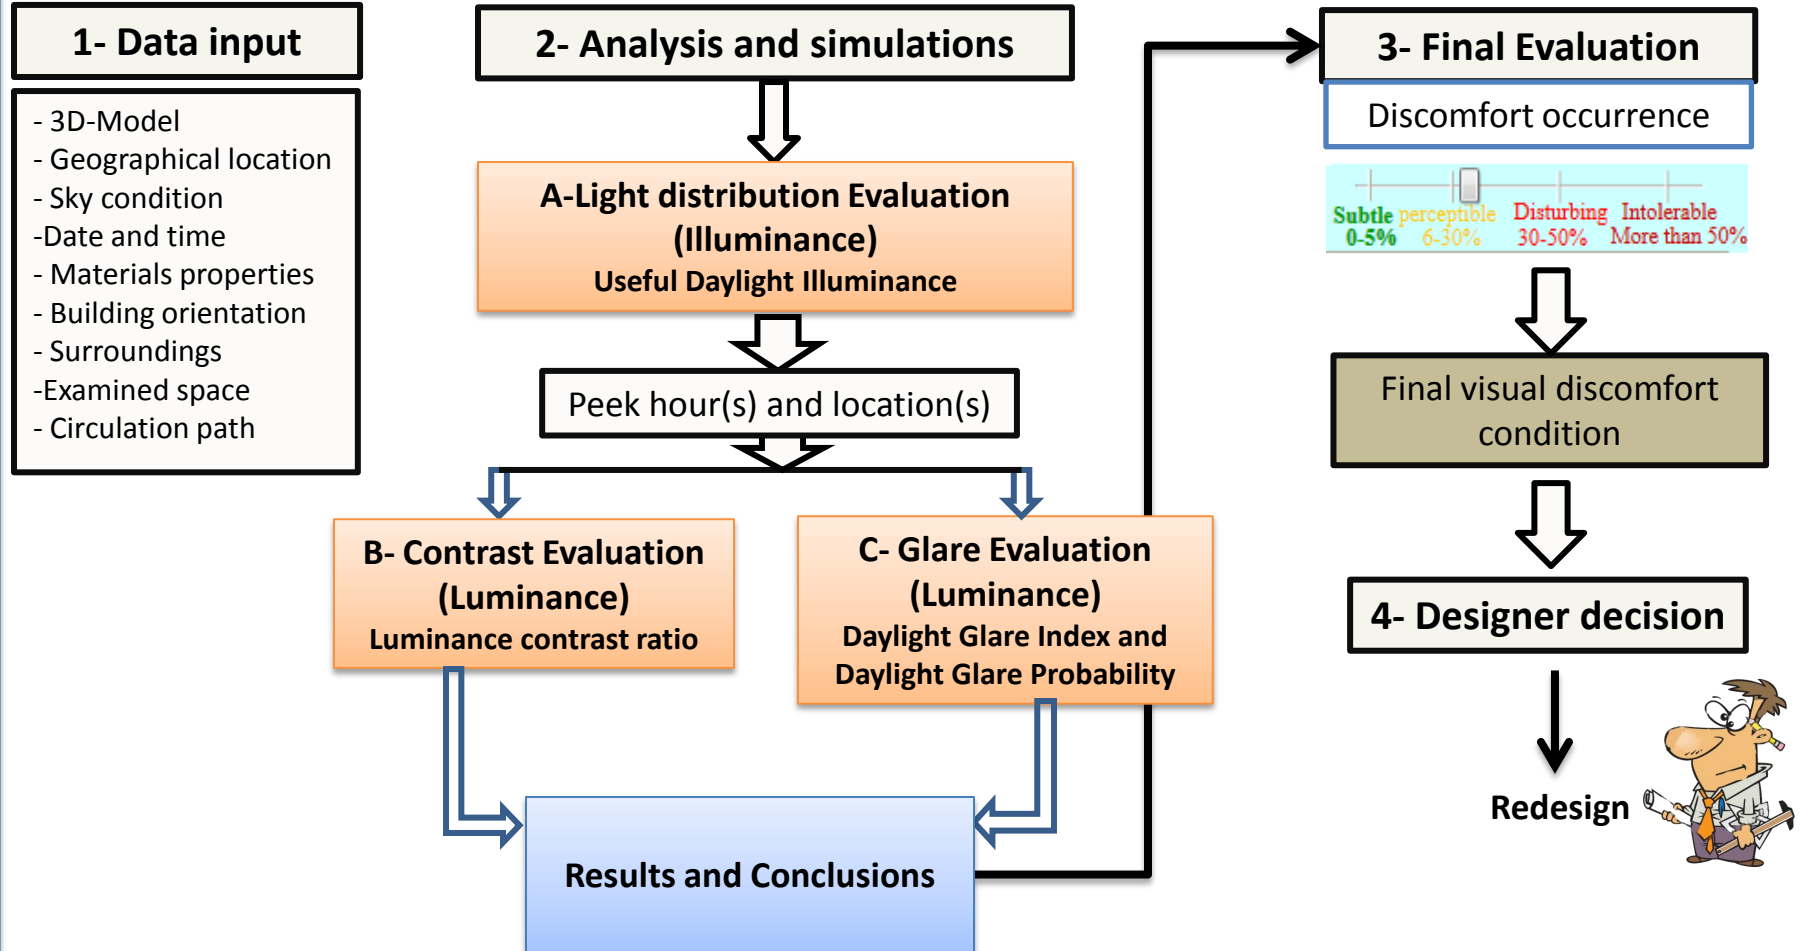 1- Data input
- 3D-Model
- Geographical location
- Sky condition
-Date and time
- Materials properties
- Building orientation
- Surroundings
-Examined space
- Circulation path
2- Analysis and simulations
A-Light distribution Evaluation
(Illuminance)
Useful Daylight Illuminance
Peek hour(s) and location(s)
B- Contrast Evaluation
(Luminance)
Luminance contrast ratio
C- Glare Evaluation
(Luminance)
Daylight Glare Index and
Daylight Glare Probability
Results and Conclusions
3- Final Evaluation
Discomfort occurrence
Subtle perceptible Disturbing Intolerable
0-5% 6-30% 30-50% More than 50%
Final visual discomfort
condition
4- Designer decision
Redesign